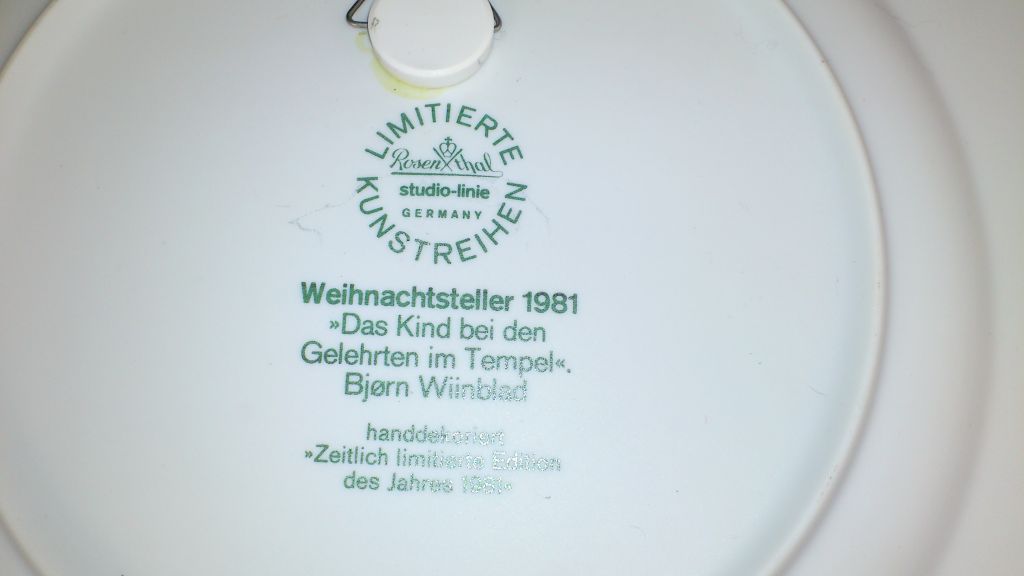 LIMITIERTE
Rosenthal
studio-linie
GERMANY
KUNSTREIHEN
Weihnachtsteller 1981
»Das Kind bei den
Gelehrten im Tempel«.
Bjørn Wiinblad
handdekoriert
»Zeitlich limitierte Edition
des Jahres 1981«